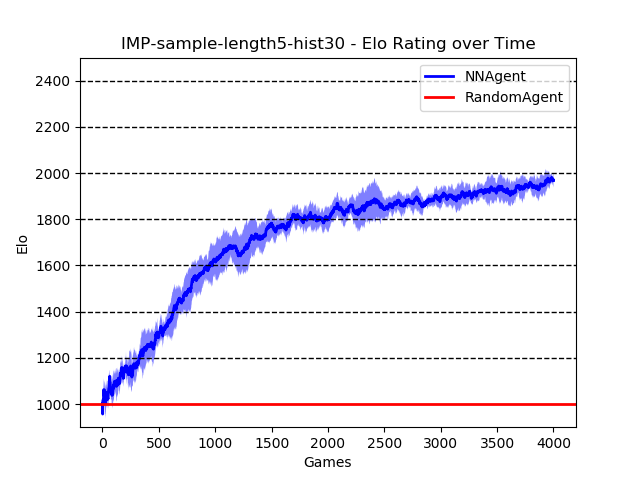 IMP-sample-length5-hist30 - Elo Rating over Time
NNAgent
RandomAgent
2400
2200
2000
1800
1600
1400
1200
1000
Elo
0 500 1000 1500 2000 2500 3000 3500 4000
Games